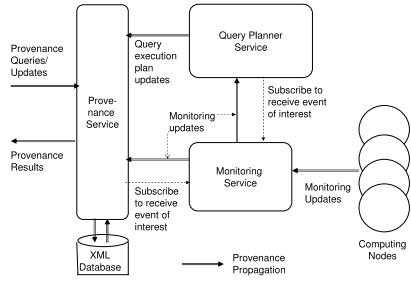 Provenance
Queries/
Updates
Provenance
Results
Prove-
nance
Service
Query
execution
plan
updates
Query Planner
Service
Subscribe to
receive event
of interest
Monitoring
updates
Subscribe
to receive
event of
interest
Monitoring
Service
Monitoring
Updates
Computing
Nodes
XML
Database
Provenance
Propagation